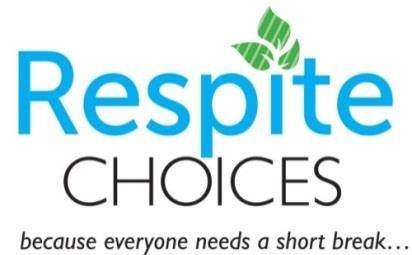 Respite
CHOICES
because everyone needs a short break...